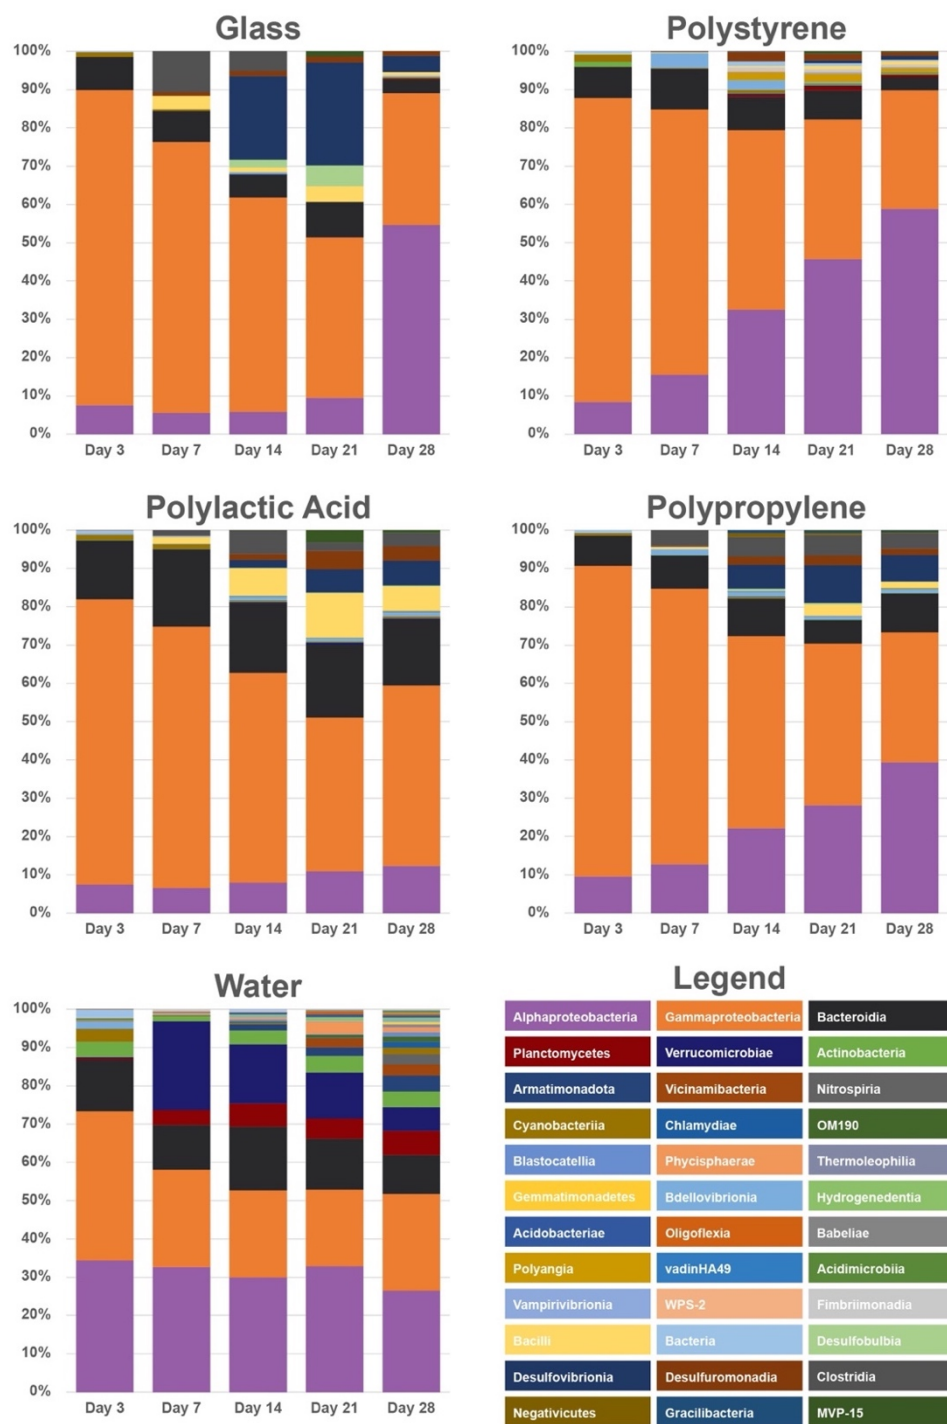 Glass
100%
90%
80%
70%
60%
50%
40%
30%
20%
10%
0%
Day 3 Day 7 Day 14 Day 21 Day 28
Polystyrene
100%
90%
80%
70%
60%
50%
40%
30%
20%
10%
0%
Day 3 Day 7 Day 14 Day 21 Day 28
Polylactic Acid
100%
90%
80%
70%
60%
50%
40%
30%
20%
10%
0%
Day 3 Day 7 Day 14 Day 21 Day 28
Polypropylene
100%
90%
80%
70%
60%
50%
40%
30%
20%
10%
0%
Day 3 Day 7 Day 14 Day 21 Day 28
Water
100%
90%
80%
70%
60%
50%
40%
30%
20%
10%
0%
Day 3 Day 7 Day 14 Day 21 Day 28
Legend
Alphaproteobacteria Gammaproteobacteria Bacteroidia
Planctomycetes Verrucomicrobiae Actinobacteria
Armatimonadota Vicinamibacteria Nitrospiria
Cyanobacteriia Chlamydiae OM190
Blastocatellia Phycisphaerae Thermoleophilia
Gemmatimonadetes Bdellovibrionia Hydrogenedentia
Acidobacteriae Oligoflexia Babeliae
Polyangia vadinHA49 Acidimicrobiia
Vampirivibrionia WPS-2 Fimbriimonadia
Bacilli Bacteria Desulfobulbia
Desulfovibrionia Desulfuromonadia Clostridia
Negativicutes Gracilibacteria MVP-15